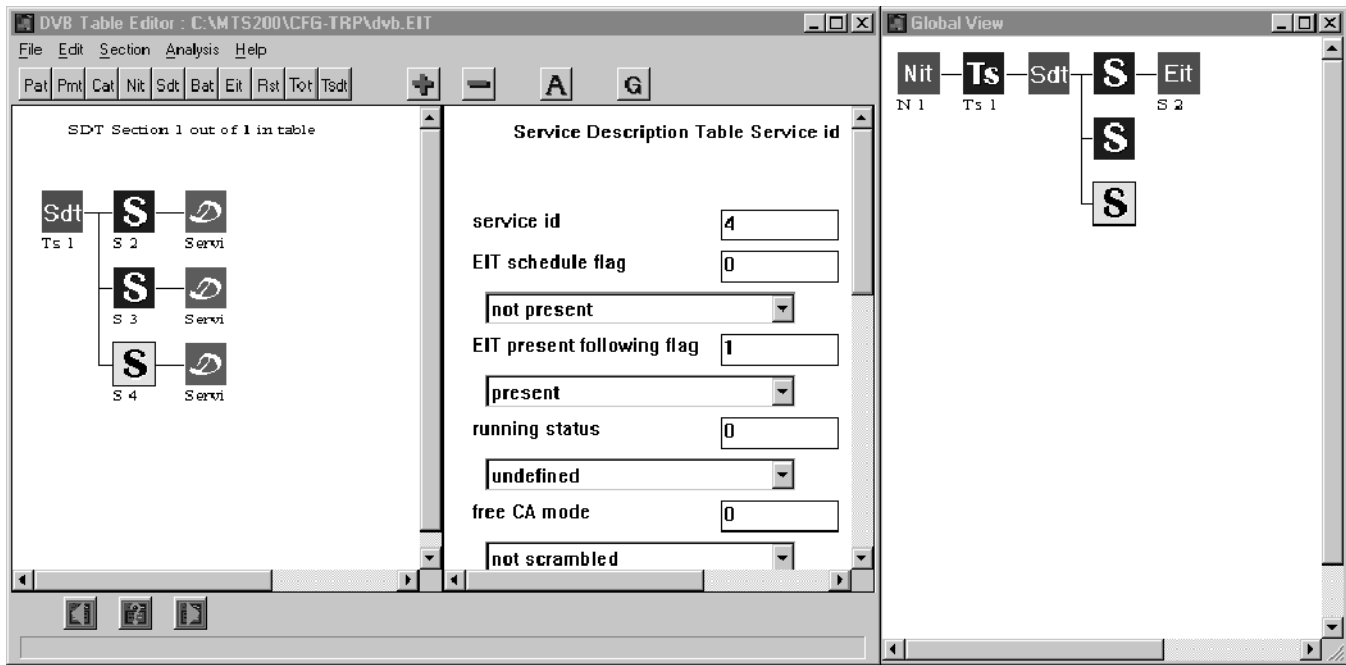 DVB Table Editor : C:\MTS200\CFG-TRP\dvb.EIT
File Edit Section Analysis Help
Pat Pmt Cat Nit Sdt Bat Eit Rst Tot Tsdt A G
SDT Section 1 out of 1 in table
Sdt S
Ts 1 S 2 Servi
S
S 3 Servi
S
S 4 Servi
Service Description Table Service id
service id 4
EIT schedule flag 0
not present
EIT present following flag 1
present
running status 0
undefined
free CA mode 0
not scrambled
Global View
Nit Ts Sdt S Eit
N 1 Ts 1 S 2
S
S